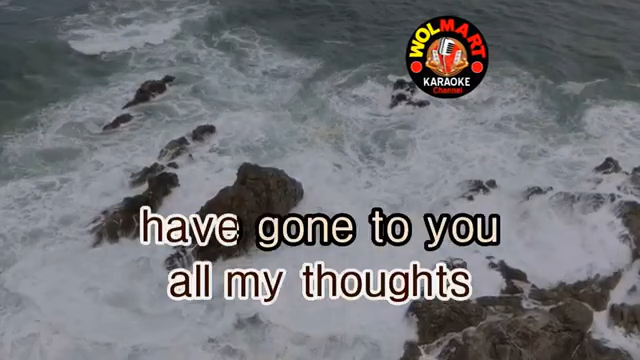 WOLMART
KARAOKE
Channel
have gone to you
all my thoughts